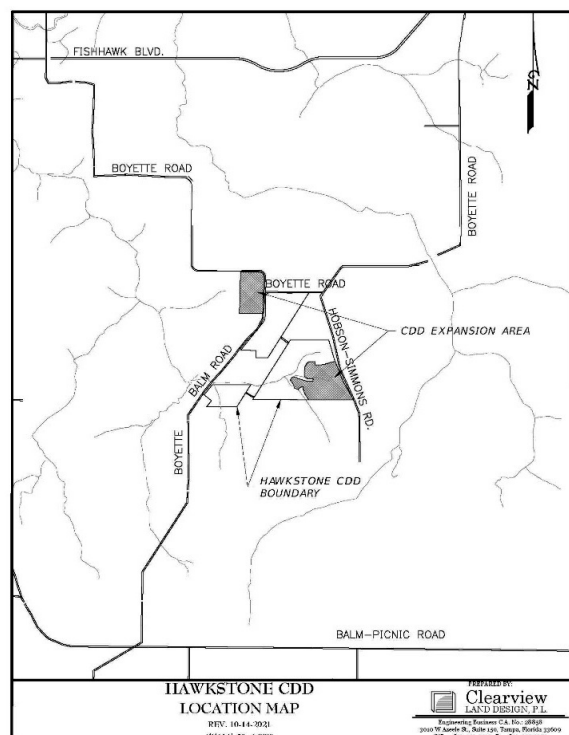 FISHHAWK BLVD.
N
BOYETTE ROAD
BOYETTE ROAD
BOYETTE ROAD
CDD EXPANSION AREA
HOBSON-SIMMONS RD.
BALM ROAD
BOYETTE
HAWKSTONE CDD
BOUNDARY
BALM-PICNIC ROAD
HAWKSTONE CDD
LOCATION MAP
REV. 10-14-2021
PREPARED BY:
Clearview
LAND DESIGN, P.L.
Engineering Business C.A. No.: 28858
3010 W Azeele St., Suite 150, Tampa, Florida 33609